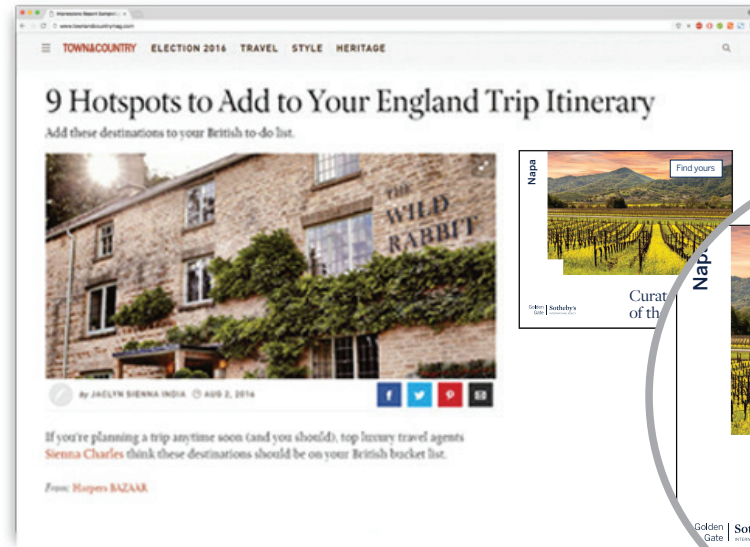 www.townandcountrymag.com
TOWN&COUNTRY ELECTION 2016 TRAVEL STYLE HERITAGE
9 Hotspots to Add to Your England Trip Itinerary
Add these destinations to your British to-do list.
THE
WILD
RABBIT
by JACLYN SIENNA INDIA AUG 2, 2016
If you're planning a trip anytime soon (and you should), top luxury travel agents
Sienna Charles think these destinations should be on your British bucket list.
From: Harpers BAZAAR
Napa
Find yours
Curat
of th
Golden
Gate
Sotheby's
Napa
Golden
Gate
Sot